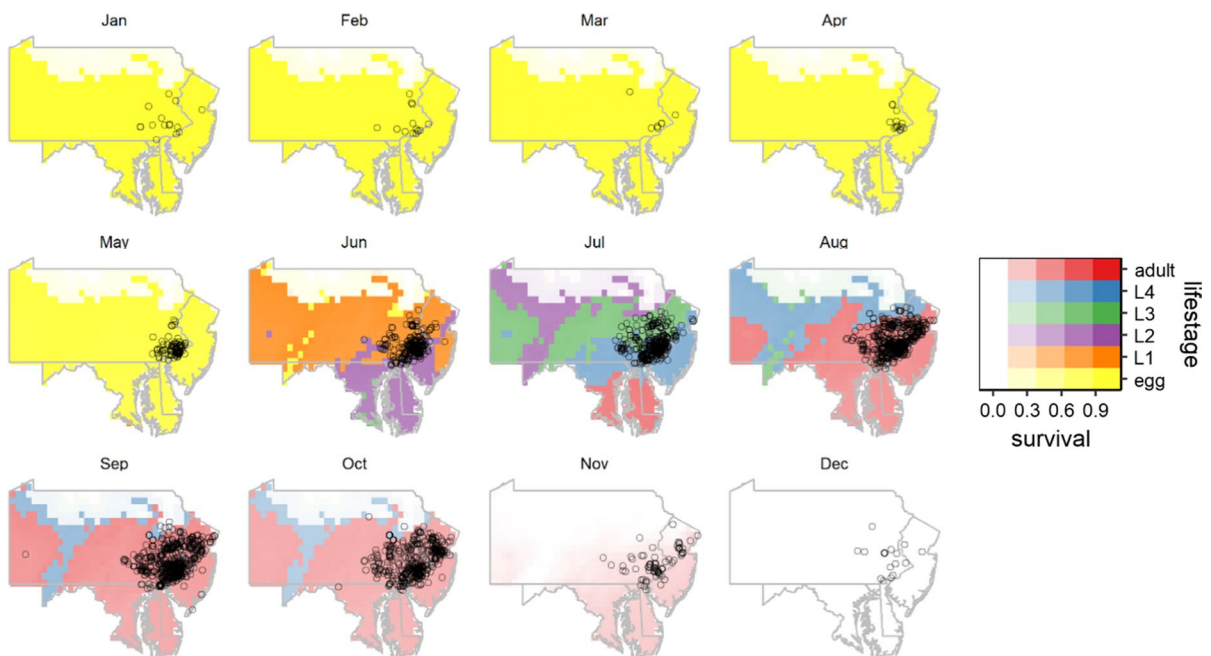 Jan Feb Mar Apr
May Jun Jul Aug
adult
L4
L3
L2
L1
egg
lifestage
0.0 0.3 0.6 0.9
survival
Sep Oct Nov Dec